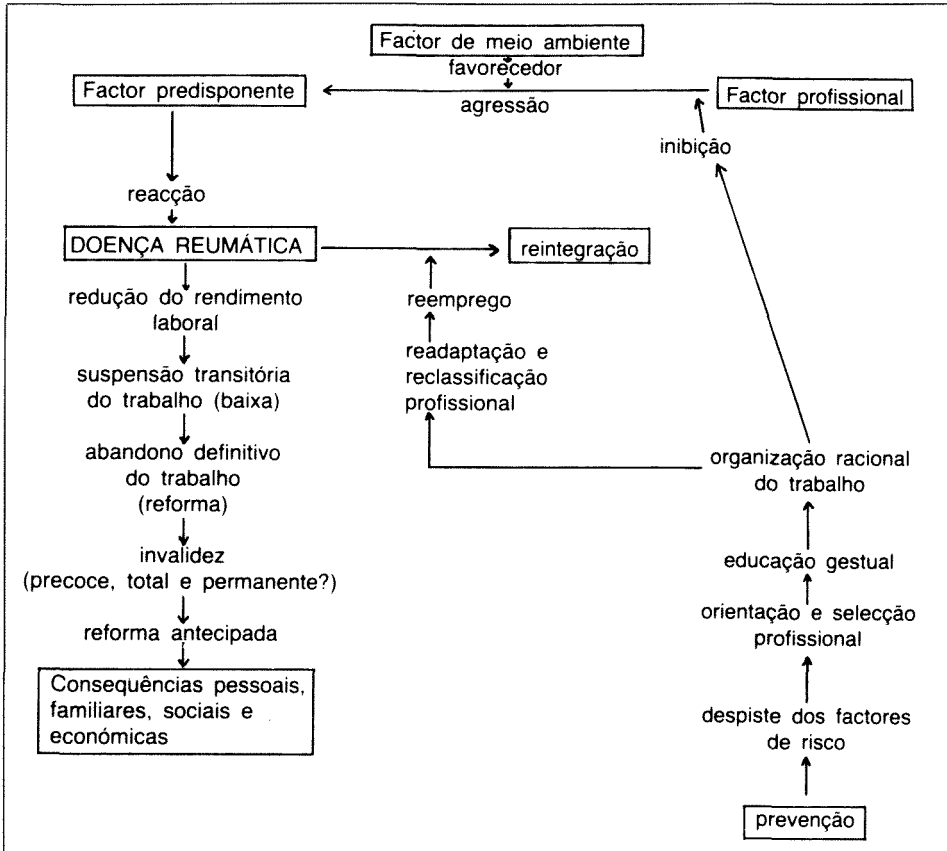 Factor de meio ambiente
favorecedor
Factor predisponente
agressão
Factor profissional
inibição
reacção
DOENÇA REUMÁTICA
reintegração
redução do rendimento
laboral
reemprego
suspensão transitória
do trabalho (baixa)
readaptação e
reclassificação
profissional
abandono definitivo
do trabalho
(reforma)
organização racional
do trabalho
invalidez
(precoce, total e permanente?)
educação gestual
reforma antecipada
orientação e selecção
profissional
Consequências pessoais,
familiares, sociais e
económicas
despiste dos factores
de risco
prevenção